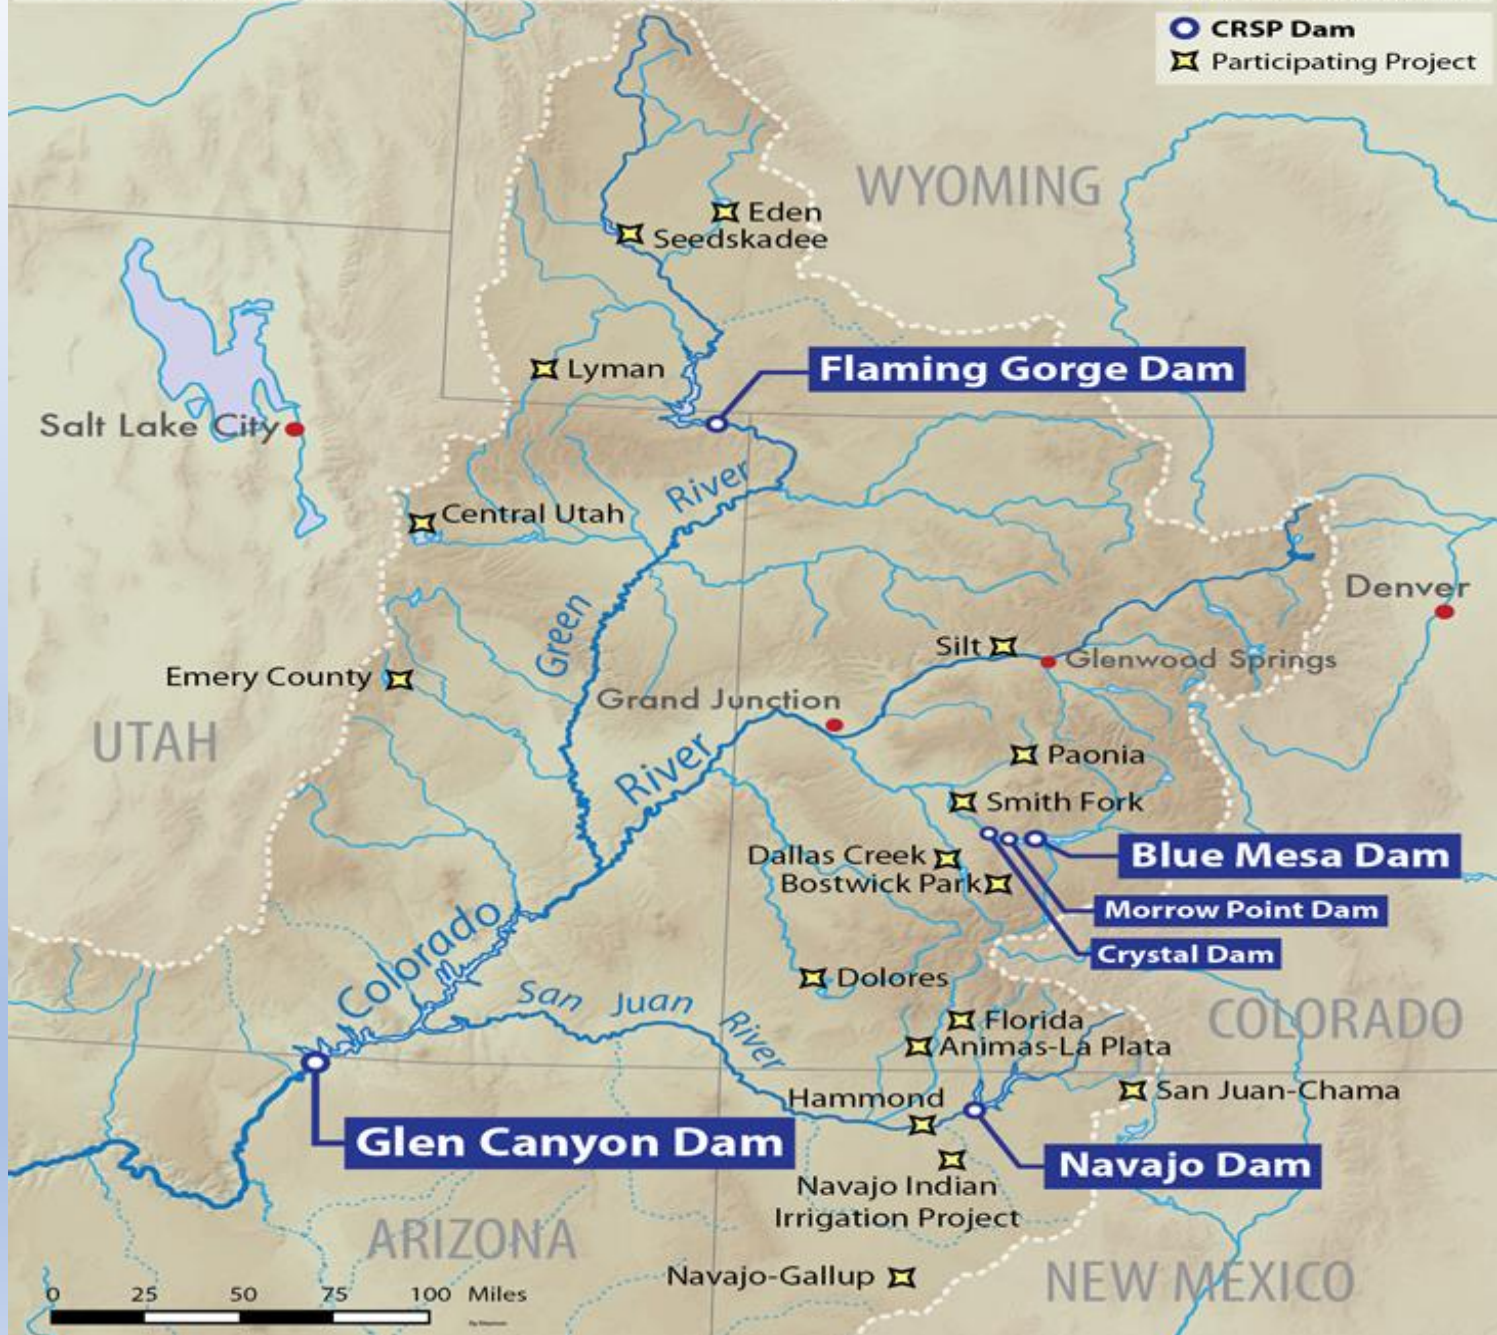 CRSP Dam
Participating Project
WYOMING
Eden
Seedskadee
Lyman
Flaming Gorge Dam
Salt Lake City
River
Central Utah
Green
Denver
Silt
Glenwood Springs
Emery County
Grand Junction
UTAH
River
Paonia
Smith Fork
Dallas Creek
Blue Mesa Dam
Bostwick Park
Morrow Point Dam
Colorado
Crystal Dam
Dolores
San Juan River
Florida
COLORADO
Animas-La Plata
San Juan-Chama
Hammond
Glen Canyon Dam
Navajo Dam
Navajo Indian
Irrigation Project
ARIZONA
Navajo-Gallup
NEW MEXICO
0 25 50 75 100 Miles